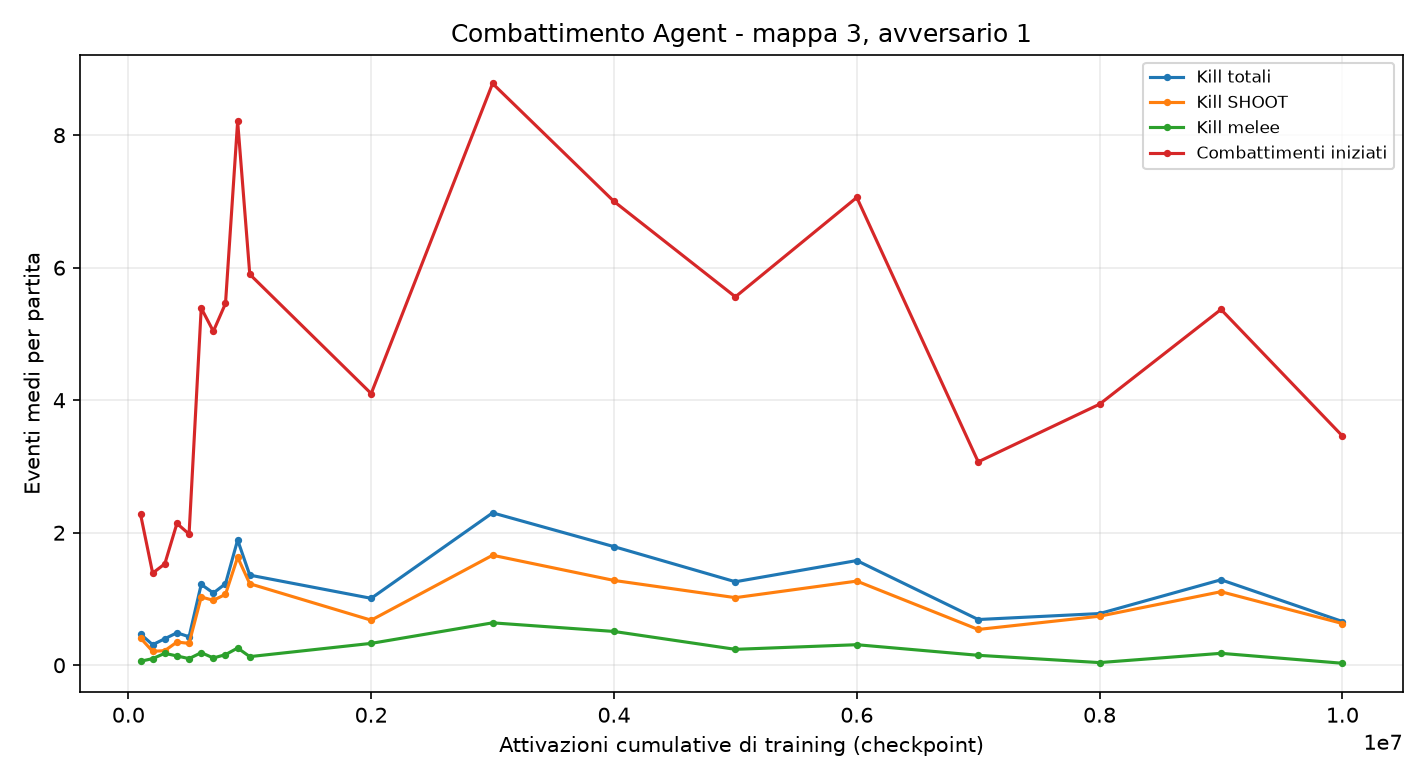 Combattimento Agent - mappa 3, avversario 1
Kill totali
Kill SHOOT
Kill melee
Combattimenti iniziati
Eventi medi per partita
8
6
4
2
0
0.0 0.2 0.4 0.6 0.8 1.0
1e7
Attivazioni cumulative di training (checkpoint)